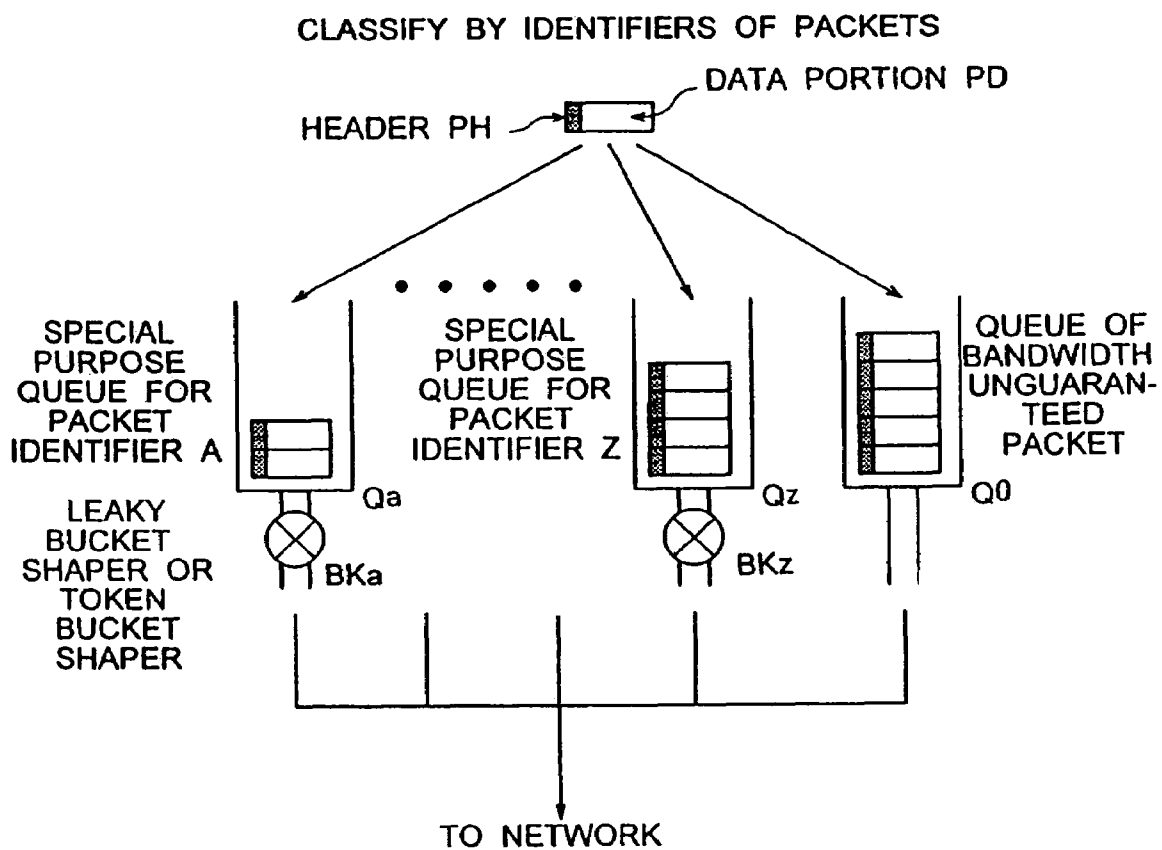 CLASSIFY BY IDENTIFIERS OF PACKETS
DATA PORTION PD
HEADER PH
SPECIAL
PURPOSE
QUEUE FOR
PACKET
IDENTIFIER A
SPECIAL
PURPOSE
QUEUE FOR
PACKET
IDENTIFIER Z
QUEUE OF
BANDWIDTH
UNGUARAN-
TEED
PACKET
Qa
Qz
Q0
LEAKY
BUCKET
SHAPER OR
TOKEN
BUCKET
SHAPER
BKa
BKz
TO NETWORK